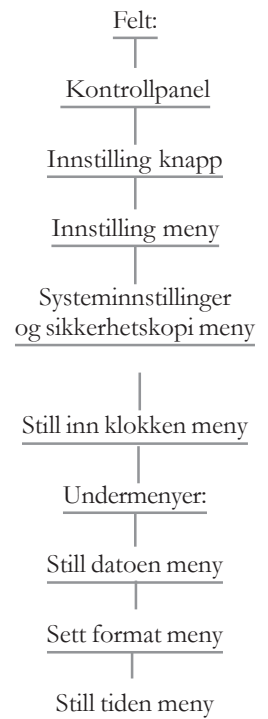 Felt:
Kontrollpanel
Innstilling knapp
Innstilling meny
Systeminnstillinger
og sikkerhetskopi meny
Still inn klokken meny
Undermenyer:
Still datoen meny
Sett format meny
Still tiden meny